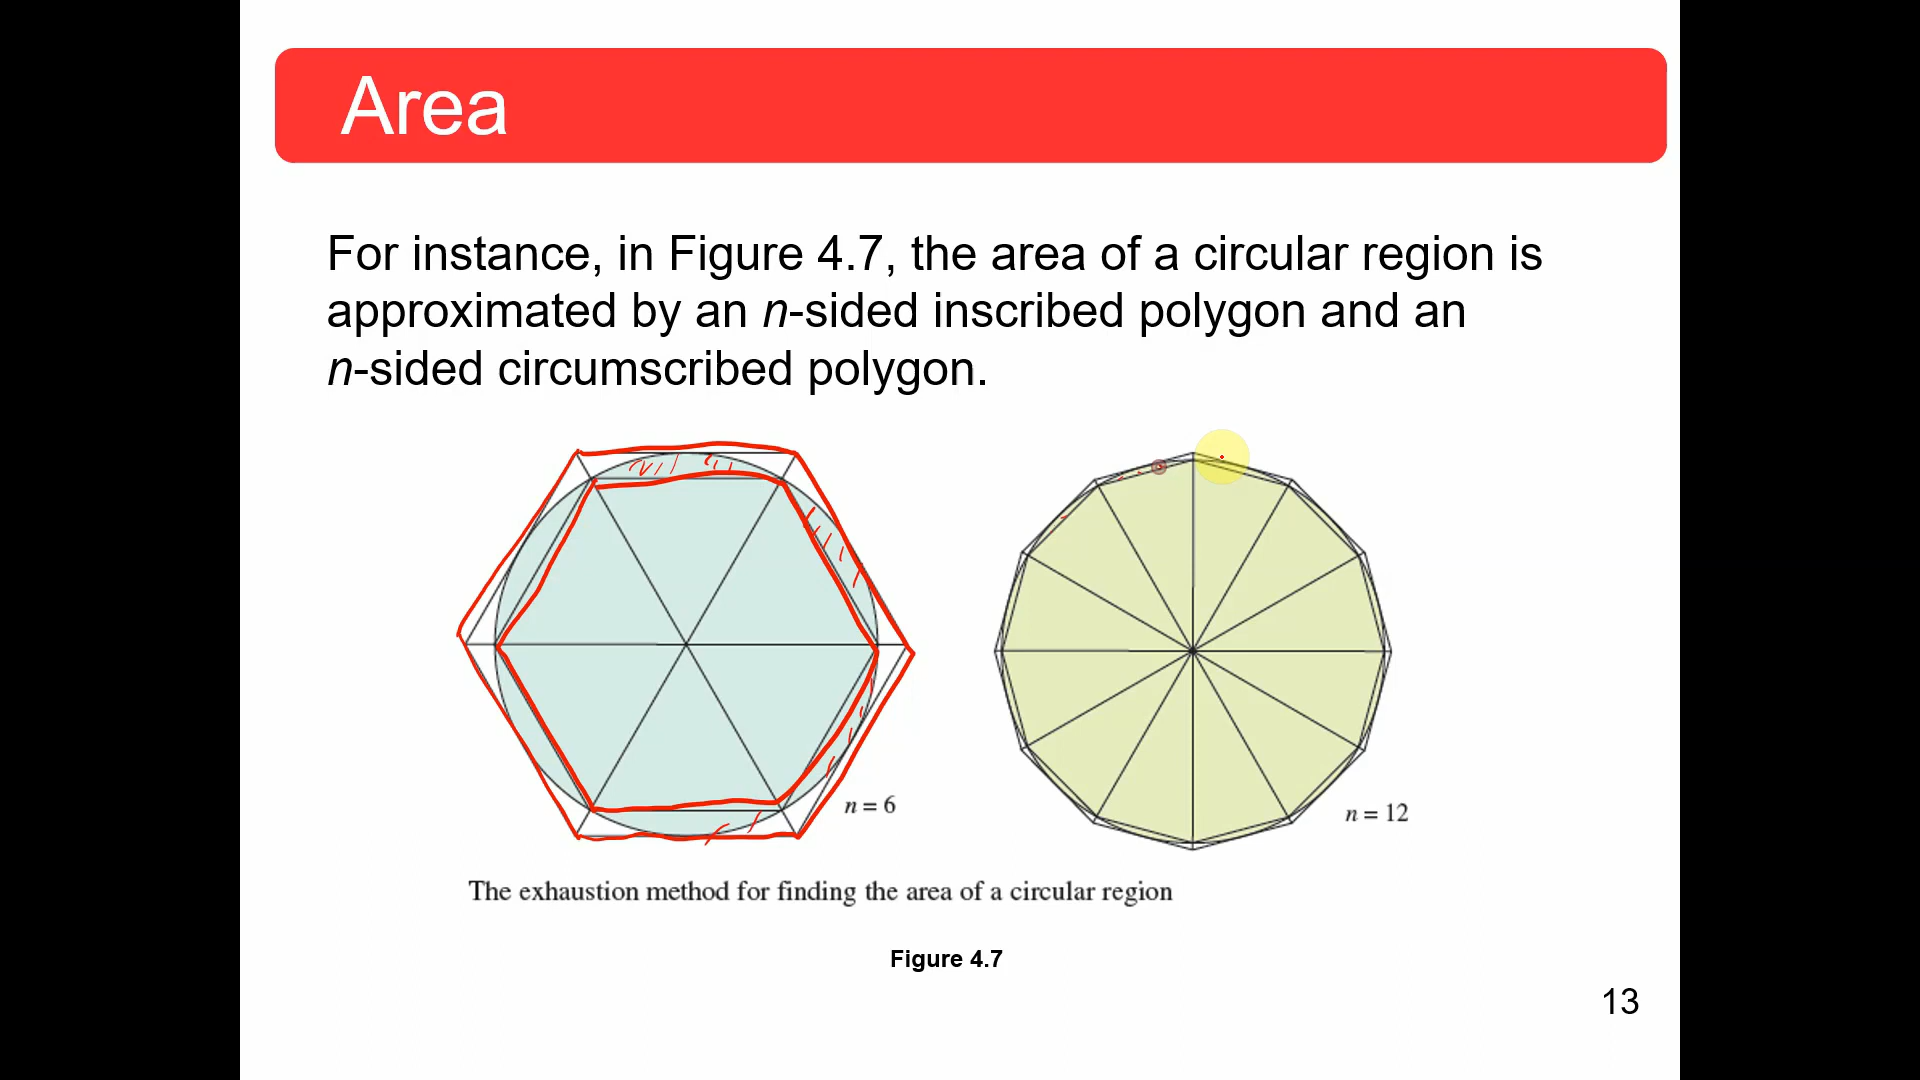 Area
For instance, in Figure 4.7, the area of a circular region is
approximated by an n-sided inscribed polygon and an
n-sided circumscribed polygon.
n = 6
n = 12
The exhaustion method for finding the area of a circular region
Figure 4.7
13